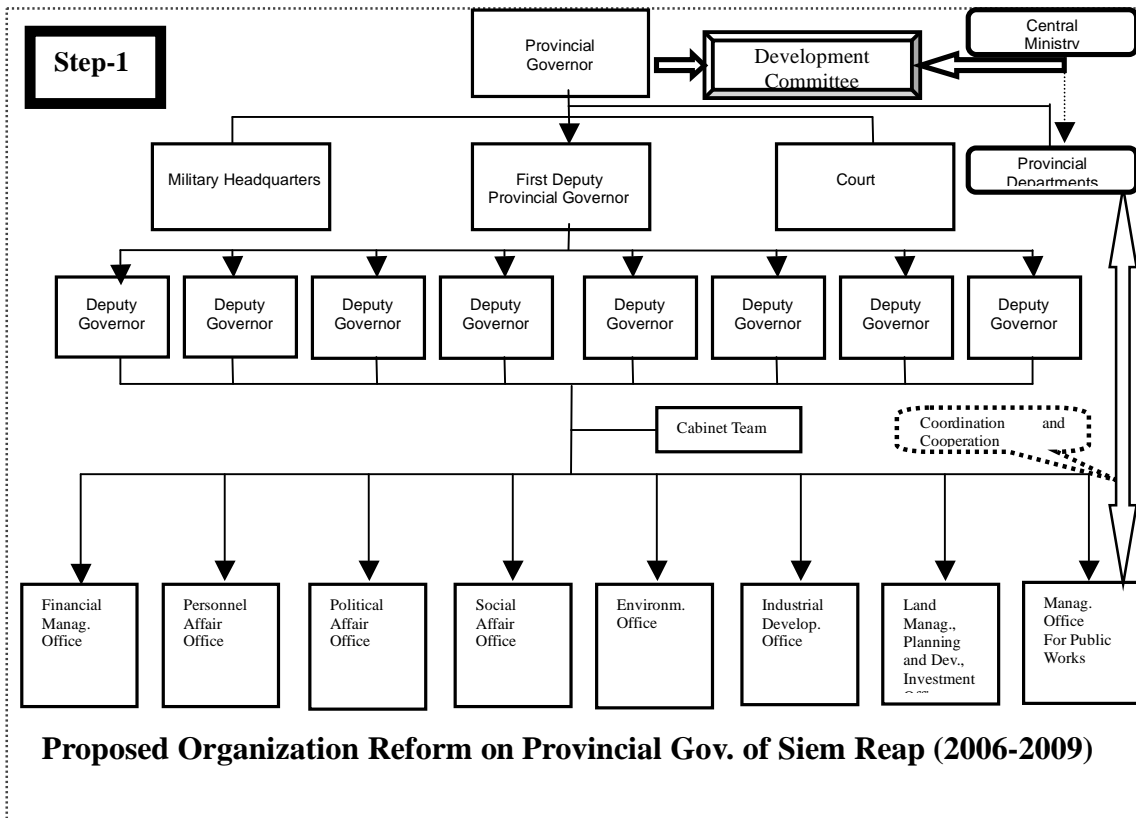 Step-1
Provincial
Governor
Development
Committee
Central
Ministry
Military Headquarters
First Deputy
Provincial Governor
Court
Provincial
Departments
Deputy
Governor
Deputy
Governor
Deputy
Governor
Deputy
Governor
Deputy
Governor
Deputy
Governor
Deputy
Governor
Deputy
Governor
Cabinet Team
Coordination and
Cooperation
Financial
Manag.
Office
Personnel
Affair
Office
Political
Affair
Office
Social
Affair
Office
Environm.
Office
Industrial
Develop.
Office
Land
Manag.,
Planning
and Dev.,
Investment
Manag.
Office
For Public
Works
Proposed Organization Reform on Provincial Gov. of Siem Reap (2006-2009)